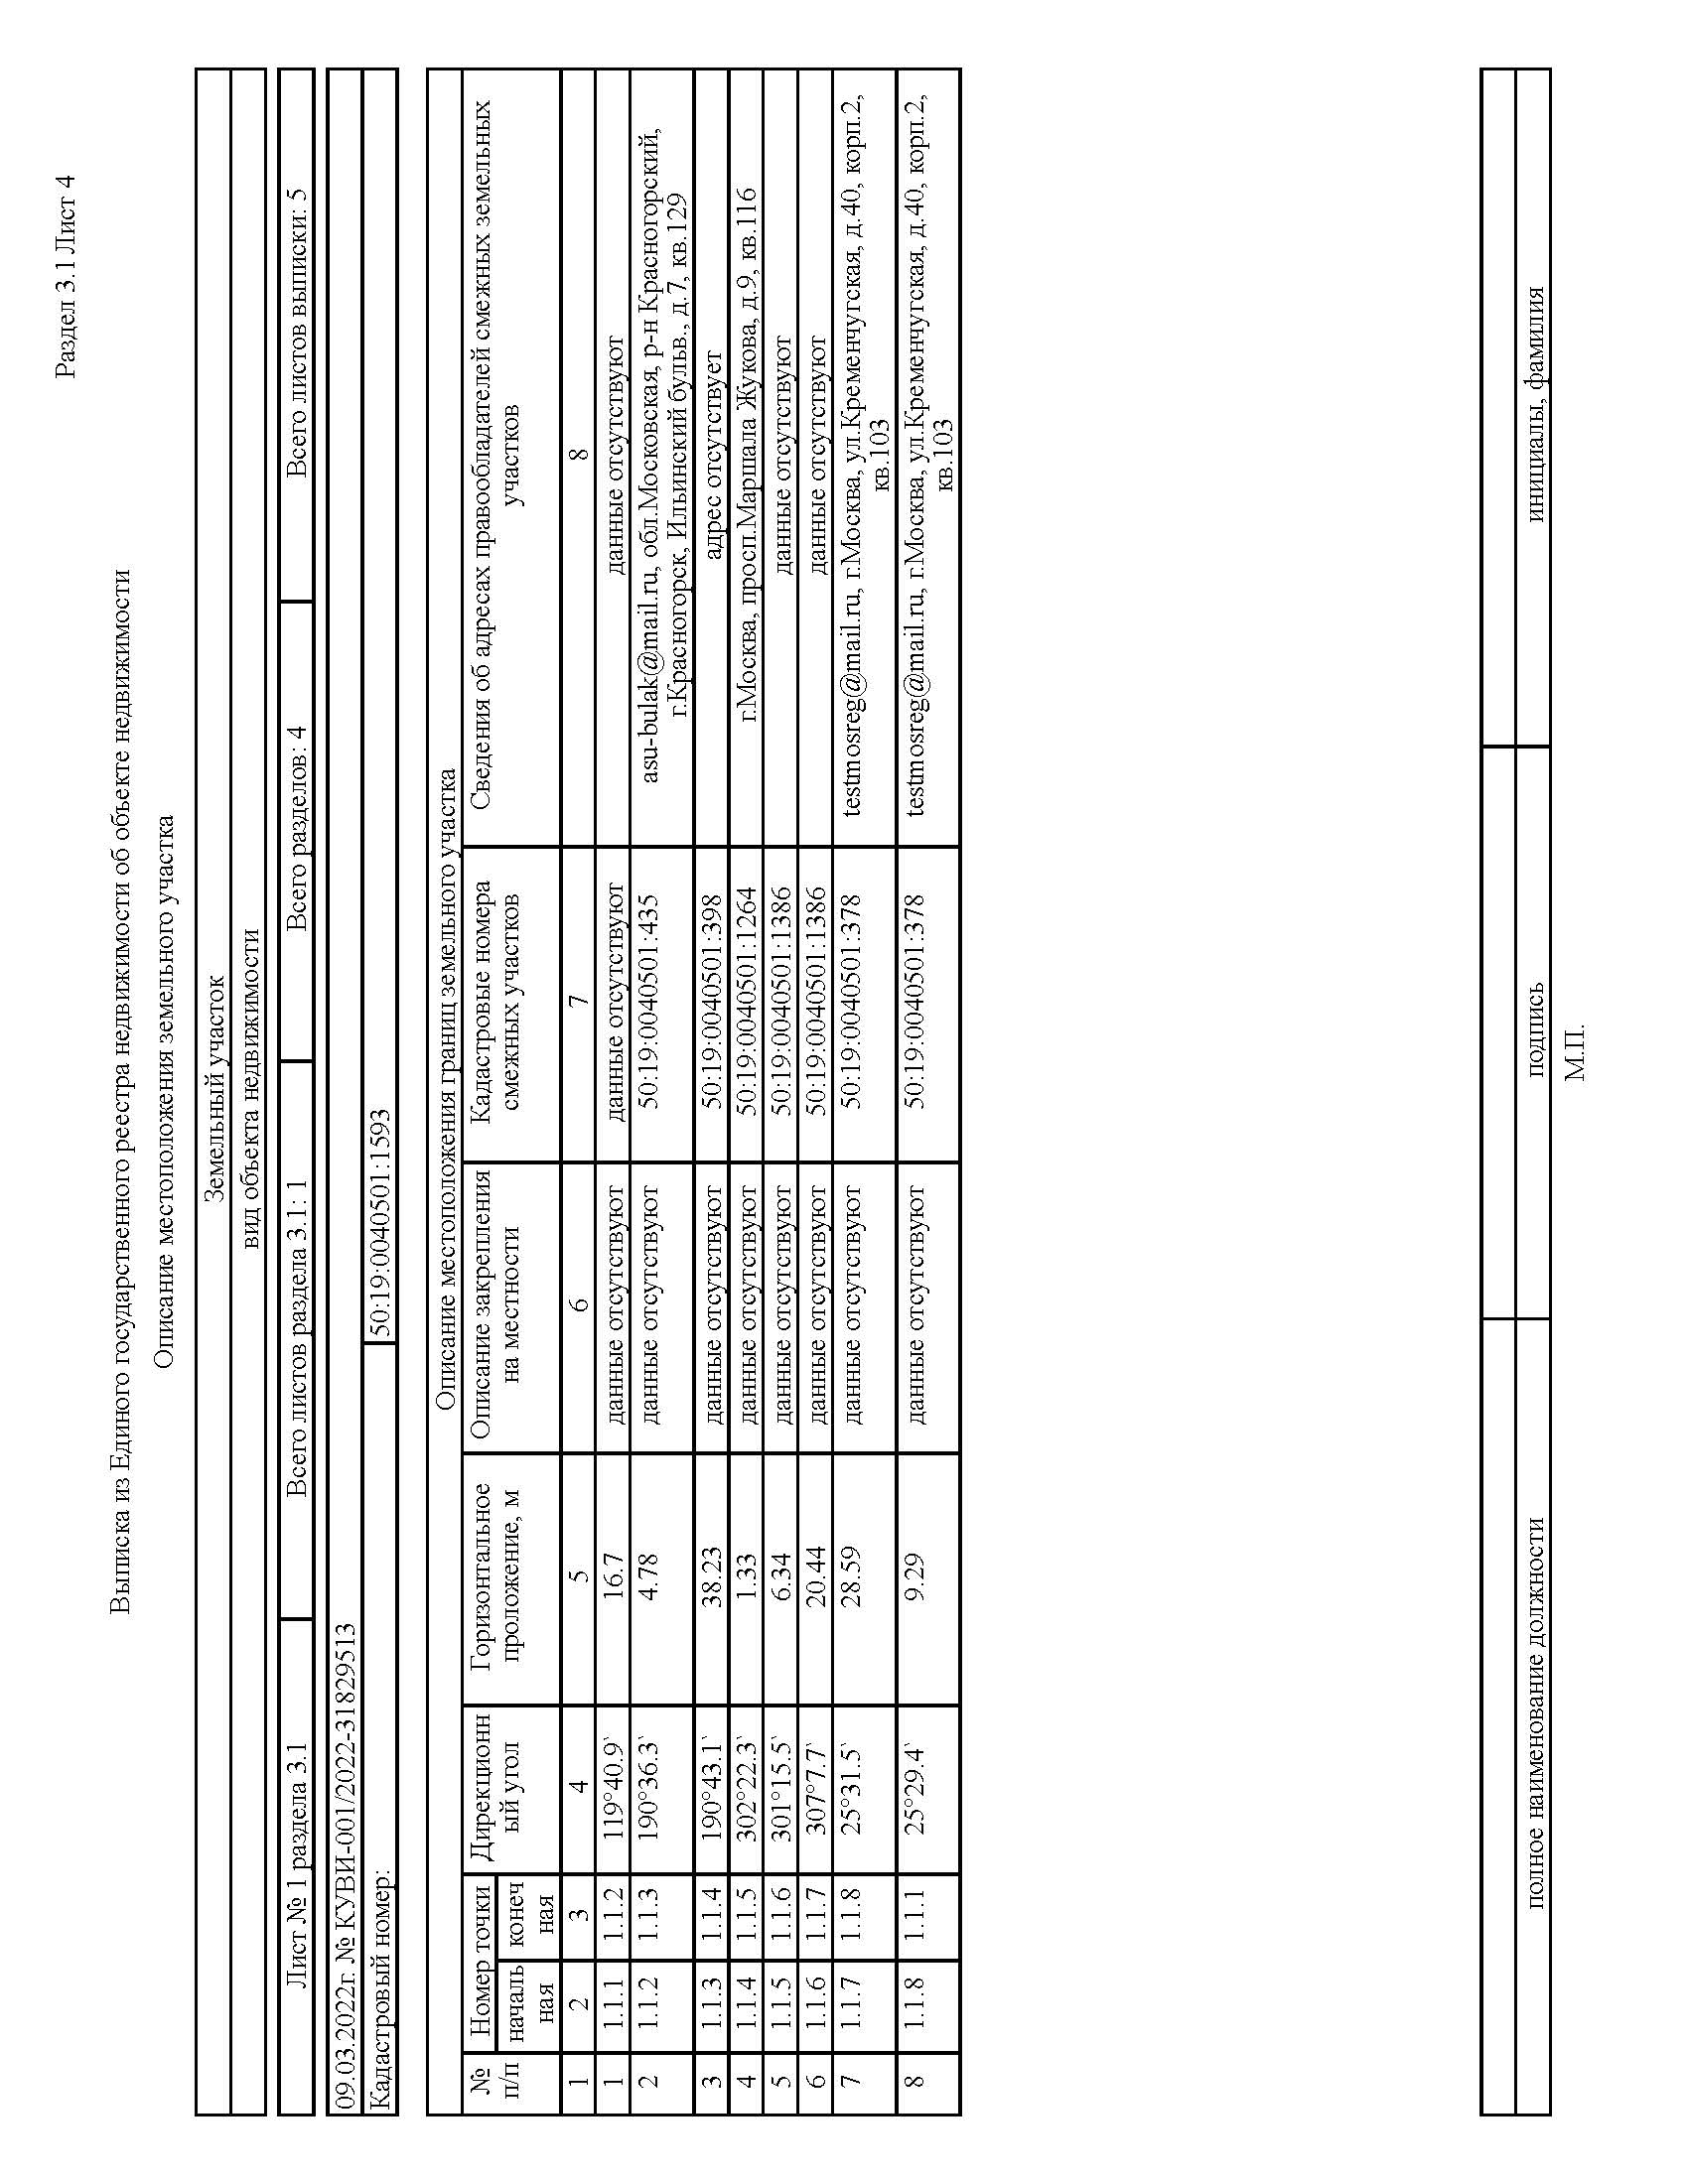 Раздел 3.1 Лист 4
Выписка из Единого государственного реестра недвижимости об объекте недвижимости
Описание местоположения земельного участка
Земельный участок
вид объекта недвижимости
Лист № 1 раздела 3.1 Всего листов раздела 3.1: 1 Всего разделов: 4 Всего листов выписки: 5
09.03.2022г. № КУВИ-001/2022-31829513
Кадастровый номер: 50:19:0040501:1593
Описание местоположения границ земельного участка
№ п/п Номер точки Дирекционн ый угол Горизонтальное проложение, м Описание закрепления на местности Кадастровые номера смежных участков Сведения об адресах правообладателей смежных земельных участков
началь ная конеч ная
1 2 3 4 5 6 7 8
1 1.1.1 1.1.2 119°40.9` 16.7 данные отсутствуют данные отсутствуют данные отсутствуют
2 1.1.2 1.1.3 190°36.3` 4.78 данные отсутствуют 50:19:0040501:435 asu-bulak@mail.ru, обл.Московская, р-н Красногорский,
г.Красногорск, Ильинский бульв., д.7, кв.129
3 1.1.3 1.1.4 190°43.1` 38.23 данные отсутствуют 50:19:0040501:398 адрес отсутствует
4 1.1.4 1.1.5 302°22.3` 1.33 данные отсутствуют 50:19:0040501:1264 г.Москва, просп.Маршала Жукова, д.9, кв.116
5 1.1.5 1.1.6 301°15.5` 6.34 данные отсутствуют 50:19:0040501:1386 данные отсутствуют
6 1.1.6 1.1.7 307°7.7` 20.44 данные отсутствуют 50:19:0040501:1386 данные отсутствуют
7 1.1.7 1.1.8 25°31.5` 28.59 данные отсутствуют 50:19:0040501:378 testmosreg@mail.ru, г.Москва, ул.Кременчугская, д.40, корп.2,
кв.103
8 1.1.8 1.1.1 25°29.4` 9.29 данные отсутствуют 50:19:0040501:378 testmosreg@mail.ru, г.Москва, ул.Кременчугская, д.40, корп.2,
кв.103
полное наименование должности подпись инициалы, фамилия
М.П.